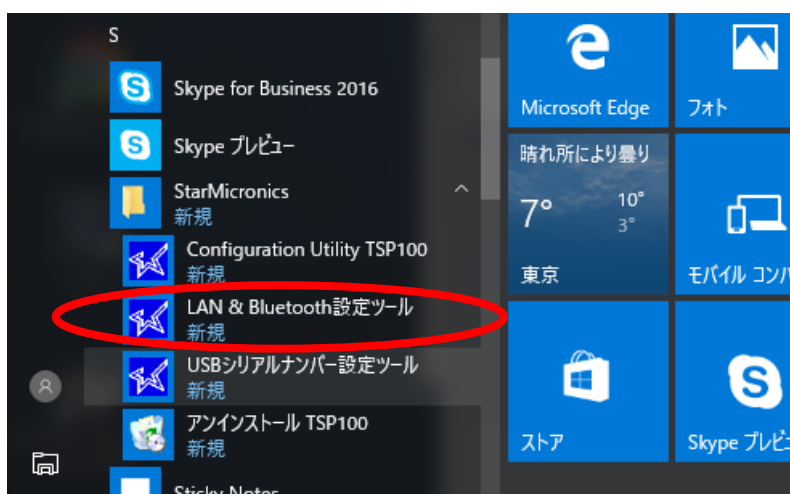 S
Skype for Business 2016
Skype プレビュー
StarMicronics
新規
Configuration Utility TSP100
新規
LAN & Bluetooth設定ツール
新規
USBシリアルナンバー設定ツール
新規
アンインストール TSP100
新規
Sticky Notes
Microsoft Edge
フォト
晴れ所により曇り
7°
10°
3°
東京
モバイル コンパ
ストア
Skype プレビュ